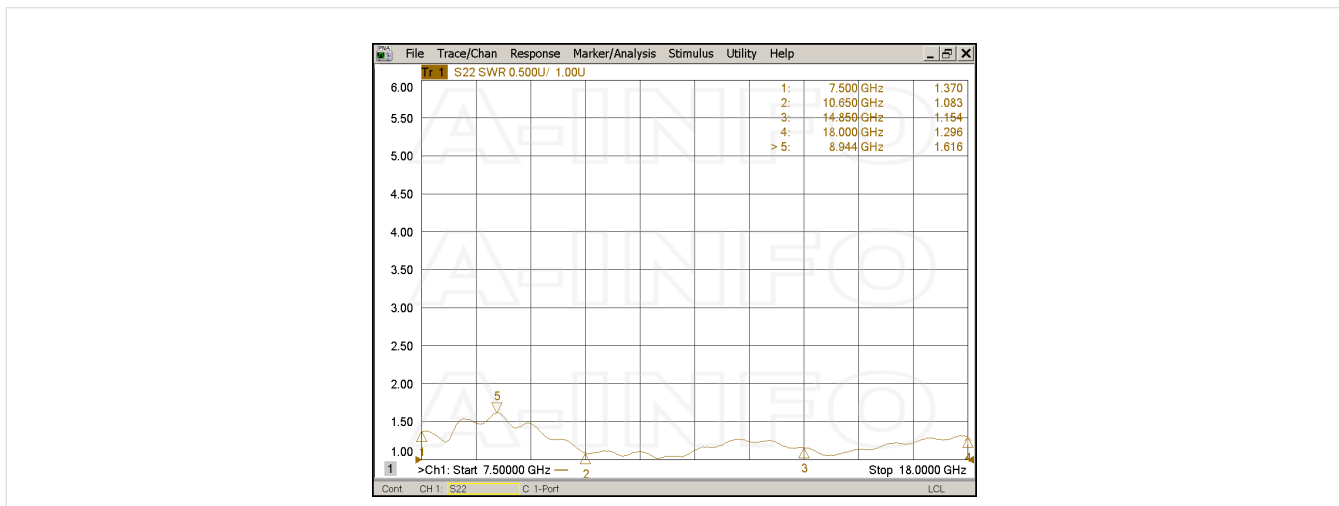 PNA
File Trace/Chan Response Marker/Analysis Stimulus Utility Help
Tr 1 S22 SWR 0.500U/ 1.00U
6.00
5.50
5.00
4.50
4.00
3.50
3.00
2.50
2.00
1.50
1.00
1: 7.500 GHz 1.370
2: 10.650 GHz 1.083
3: 14.850 GHz 1.154
4: 18.000 GHz 1.296
> 5: 8.944 GHz 1.616
A-INFO
A-INFO
A-INFO
5
1
2
3
4
1 >Ch1: Start 7.50000 GHz — Stop 18.0000 GHz
Cont. CH 1: S22 C 1-Port LCL